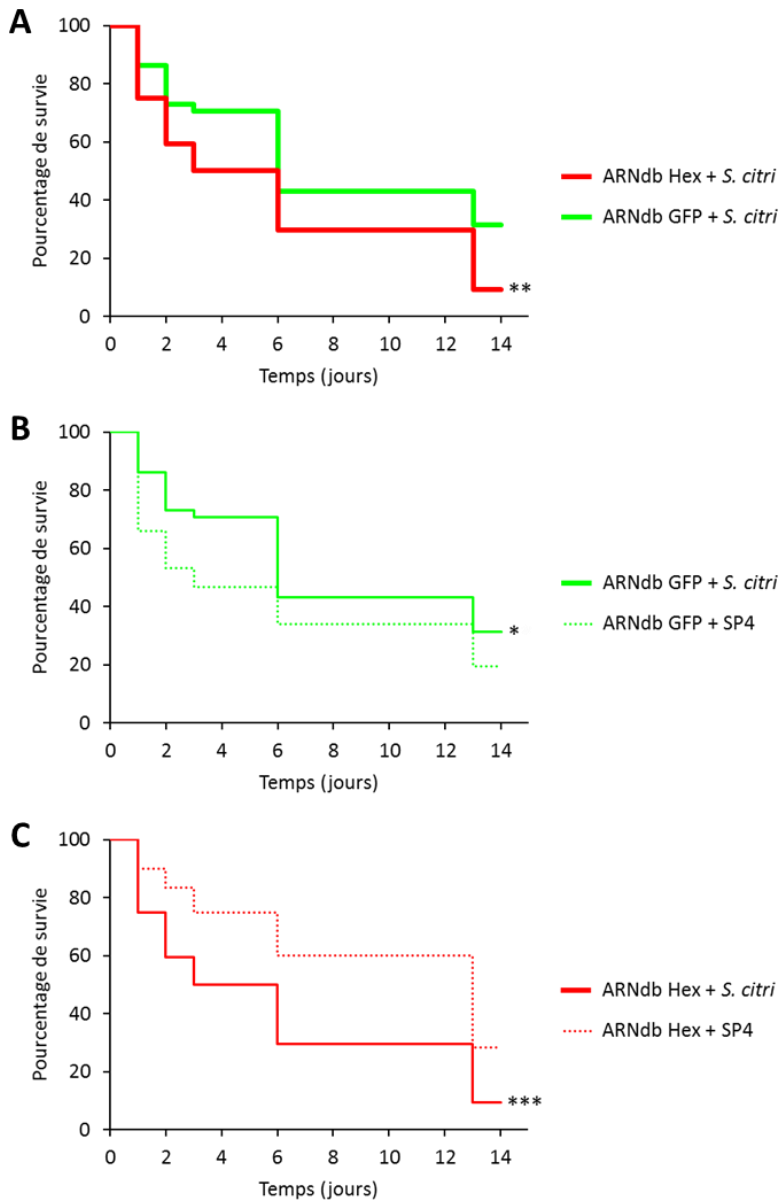 A
Pourcentage de survie
100
80
60
40
20
0
0 2 4 6 8 10 12 14
Temps (jours)
**
ARNdb Hex + S. citri
ARNdb GFP + S. citri
B
Pourcentage de survie
100
80
60
40
20
0
0 2 4 6 8 10 12 14
Temps (jours)
*
ARNdb GFP + S. citri
ARNdb GFP + SP4
C
Pourcentage de survie
100
80
60
40
20
0
0 2 4 6 8 10 12 14
Temps (jours)
***
ARNdb Hex + S. citri
ARNdb Hex + SP4